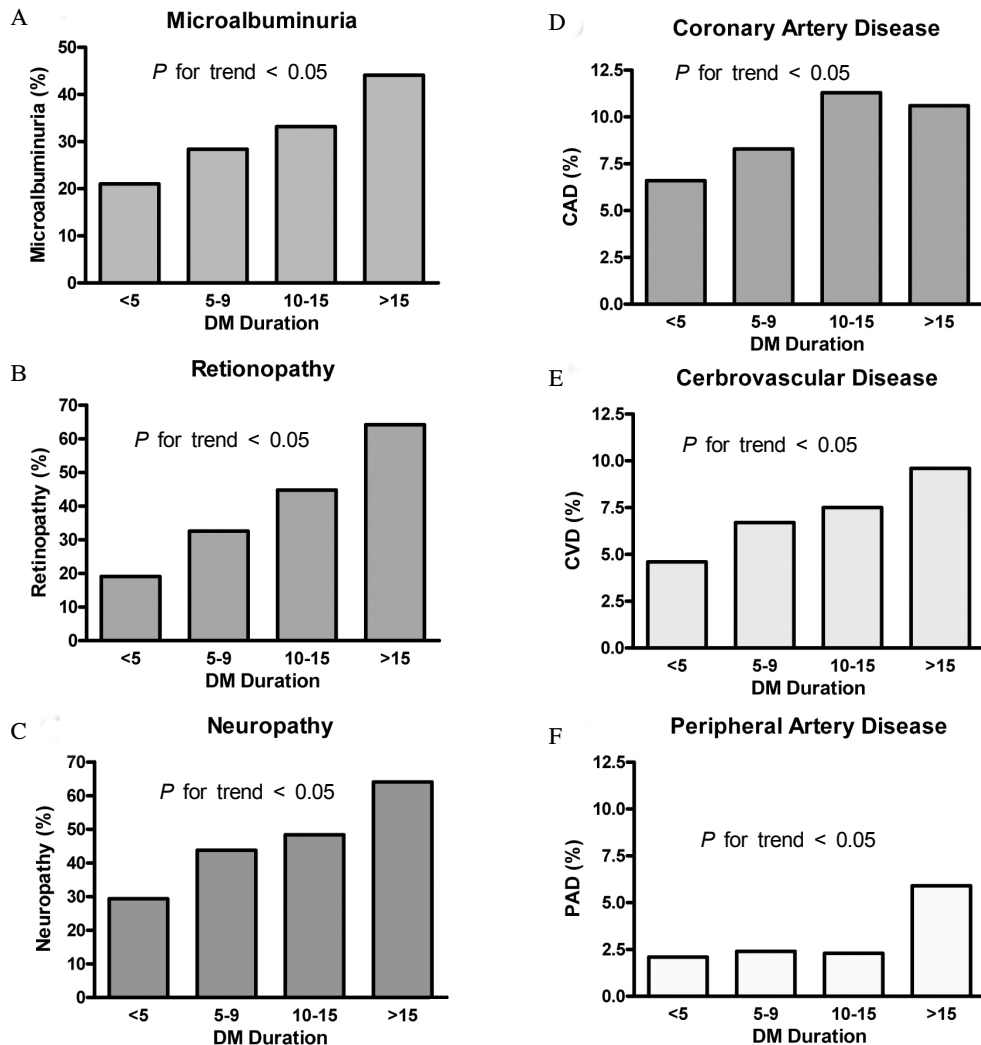 A
Microalbuminuria
P for trend < 0.05
Microalbuminuria (%)
50
40
30
20
10
0
<5 5-9 10-15 >15
DM Duration
B
Retionopathy
P for trend < 0.05
Retinopathy (%)
70
60
50
40
30
20
10
0
<5 5-9 10-15 >15
DM Duration
C
Neuropathy
P for trend < 0.05
Neuropathy (%)
70
60
50
40
30
20
10
0
<5 5-9 10-15 >15
DM Duration
D
Coronary Artery Disease
P for trend < 0.05
CAD (%)
12.5
10.0
7.5
5.0
2.5
0.0
<5 5-9 10-15 >15
DM Duration
E
Cerbrovascular Disease
P for trend < 0.05
CVD (%)
12.5
10.0
7.5
5.0
2.5
0.0
<5 5-9 10-15 >15
DM Duration
F
Peripheral Artery Disease
P for trend < 0.05
PAD (%)
12.5
10.0
7.5
5.0
2.5
0.0
<5 5-9 10-15 >15
DM Duration